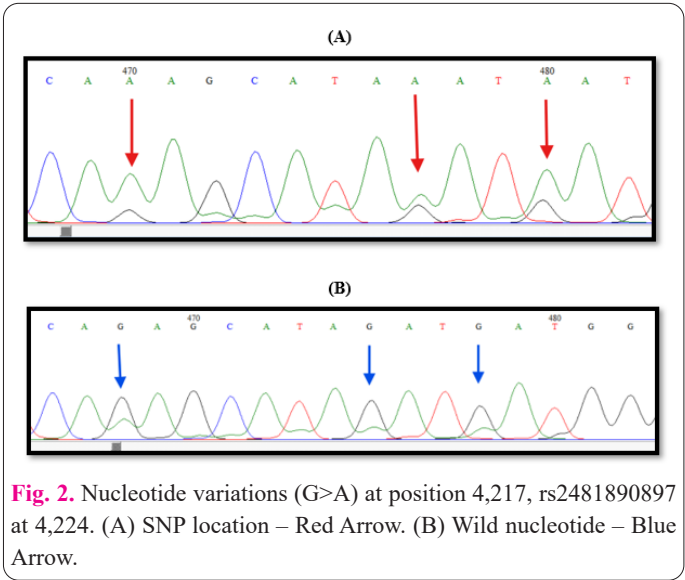 (A)
470 480
C A A A G C A T A A A T A A T
(B)
470 480
C A G A G C A T A G A T G A T G G
Fig. 2. Nucleotide variations (G>A) at position 4,217, rs2481890897
at 4,224. (A) SNP location – Red Arrow. (B) Wild nucleotide – Blue
Arrow.